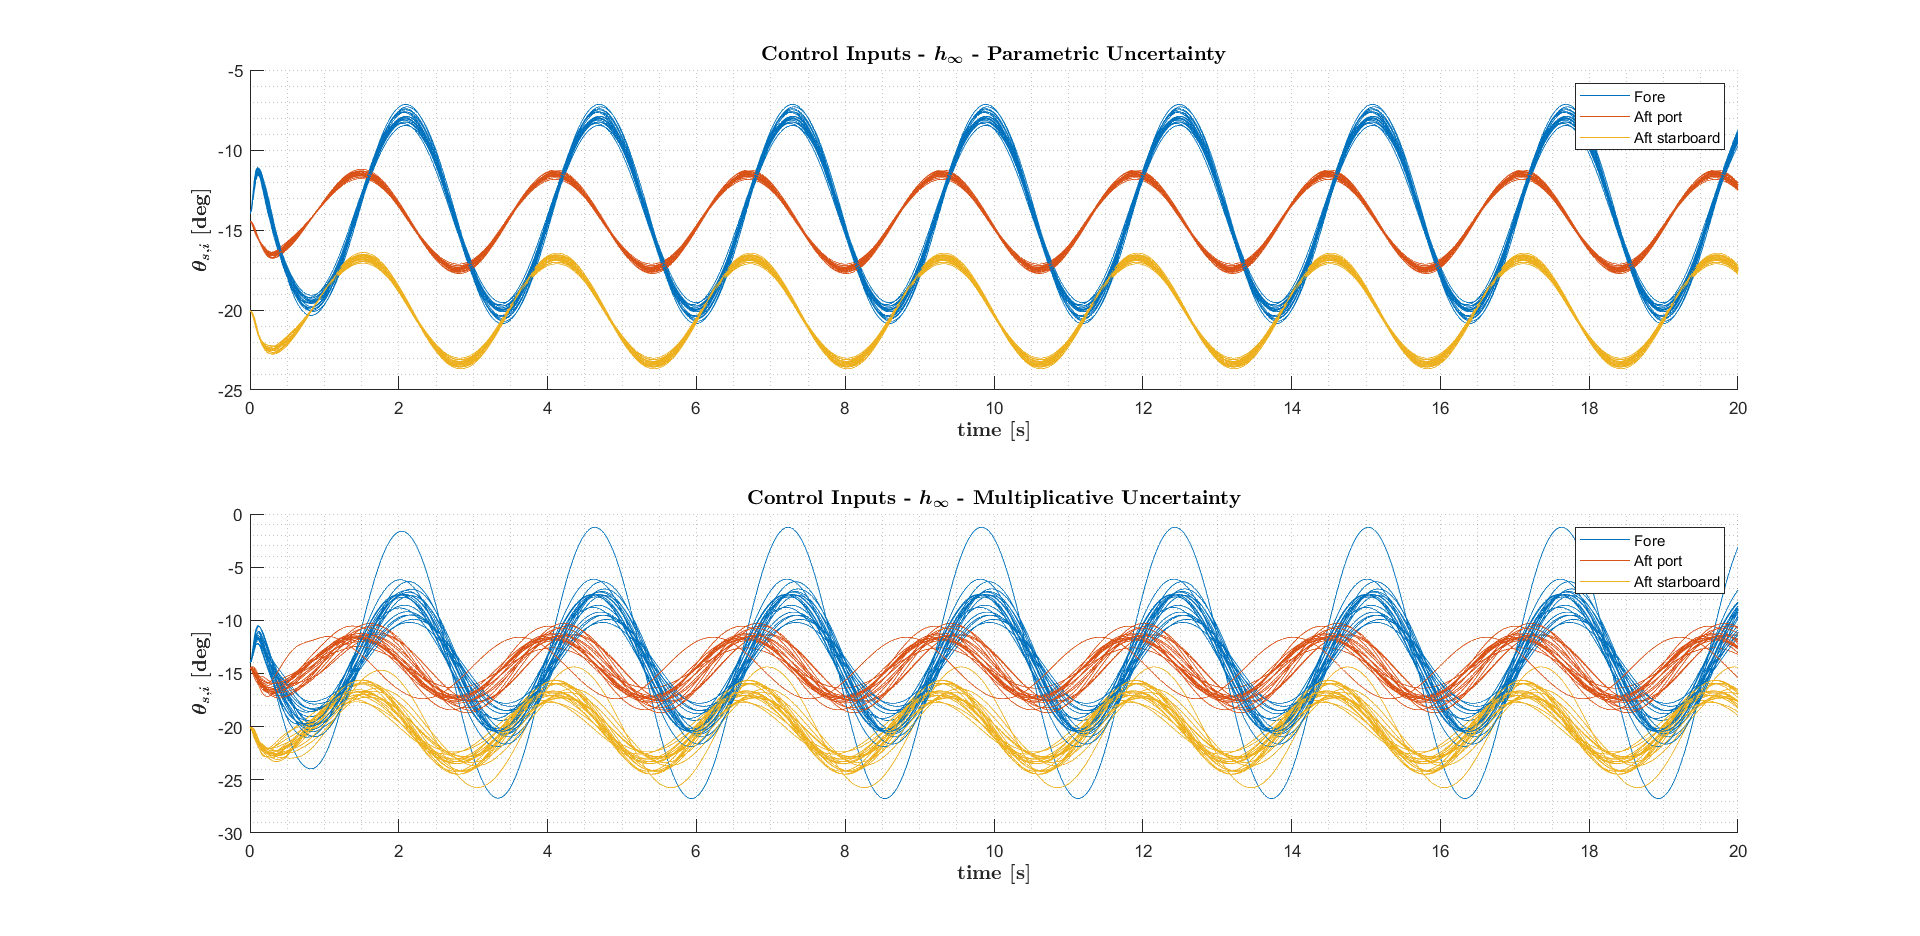 Control Inputs - h∞ - Parametric Uncertainty
-5
-10
-15
-20
-25
θs,i [deg]
Fore
Aft port
Aft starboard
0 2 4 6 8 10 12 14 16 18 20
time [s]
Control Inputs - h∞ - Multiplicative Uncertainty
0
-5
-10
-15
-20
-25
-30
θs,i [deg]
Fore
Aft port
Aft starboard
0 2 4 6 8 10 12 14 16 18 20
time [s]